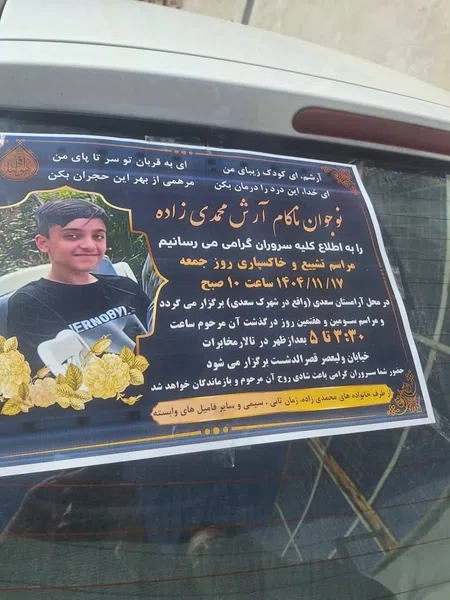 آرشم، ای کودک زیبای من ای به قربان تو سر تا پای من
ای خدا، این درد را درمان بکن مرهمی از بهر این حجران بکن
نوجوان ناکام آرش محمدی زاده
را به اطلاع کلیه سروران گرامی می رسانیم
مراسم تشییع و خاکسپاری روز جمعه
۱۴۰۴/۱۱/۱۷ ساعت ۱۰ صبح
در محل آرامستان سعدی (واقع در شهرک سعدی) برگزار می گردد
و مراسم سومین و هفتمین روز درگذشت آن مرحوم ساعت
۳:۳۰ تا ۵ بعدازظهر در تالارمخابرات
خیابان ولیعصر قصرالدشت برگزار می شود
حضور شما سروران گرامی باعث شادی روح آن مرحوم و بازماندگان خواهد شد
از طرف خانواده های محمدی زاده، زمان ثانی ، سیمی و سایر فامیل های وابسته
CHERNOBYL